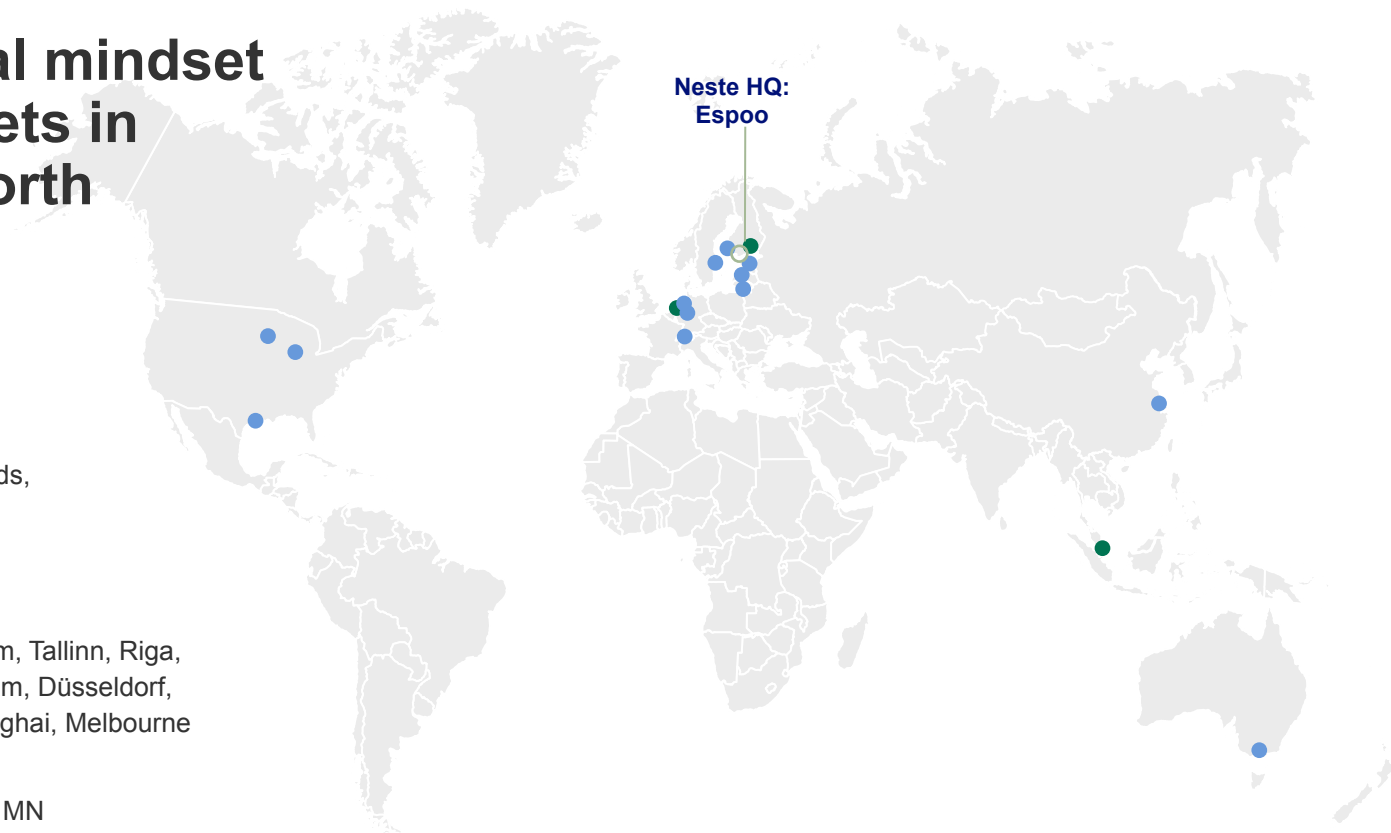 al mindset
ets in
orth
Neste HQ:
Espoo
ds,
m, Tallinn, Riga,
m, Düsseldorf,
ghai, Melbourne
MN